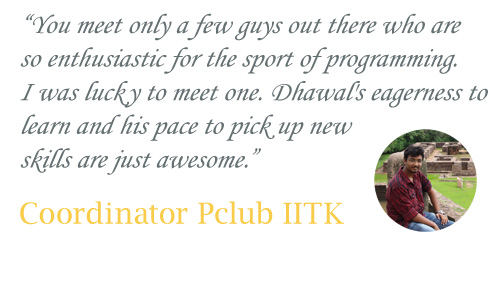 “You meet only a few guys out there who are
so enthusiastic for the sport of programming.
I was lucky to meet one. Dhawal's eagerness to
learn and his pace to pick up new
skills are just awesome.”
Coordinator Pclub IITK